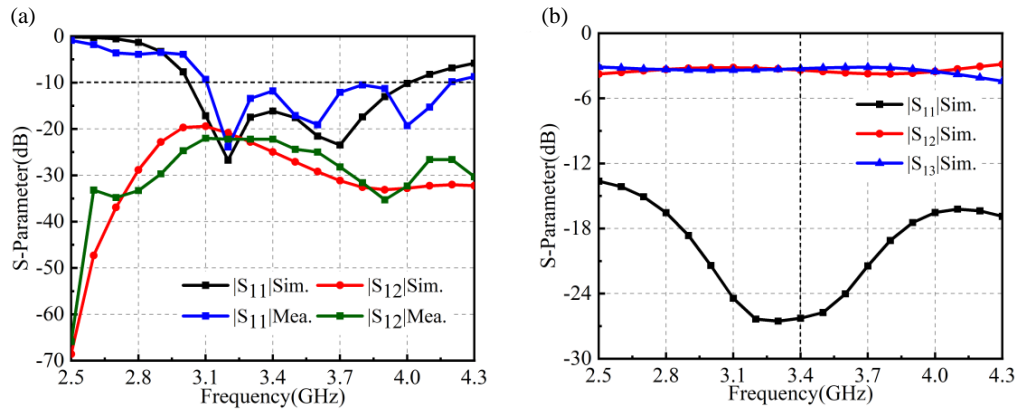 (a)
0
-10
-20
-30
-40
-50
-60
-70
S-Parameter(dB)
|S11|Sim.
|S12|Sim.
|S11|Mea.
|S12|Mea.
2.5 2.8 3.1 3.4 3.7 4.0 4.3
Frequency(GHz)
(b)
0
-6
-12
-18
-24
-30
S-Parameter(dB)
|S11|Sim.
|S12|Sim.
|S13|Sim.
2.5 2.8 3.1 3.4 3.7 4.0 4.3
Frequency(GHz)